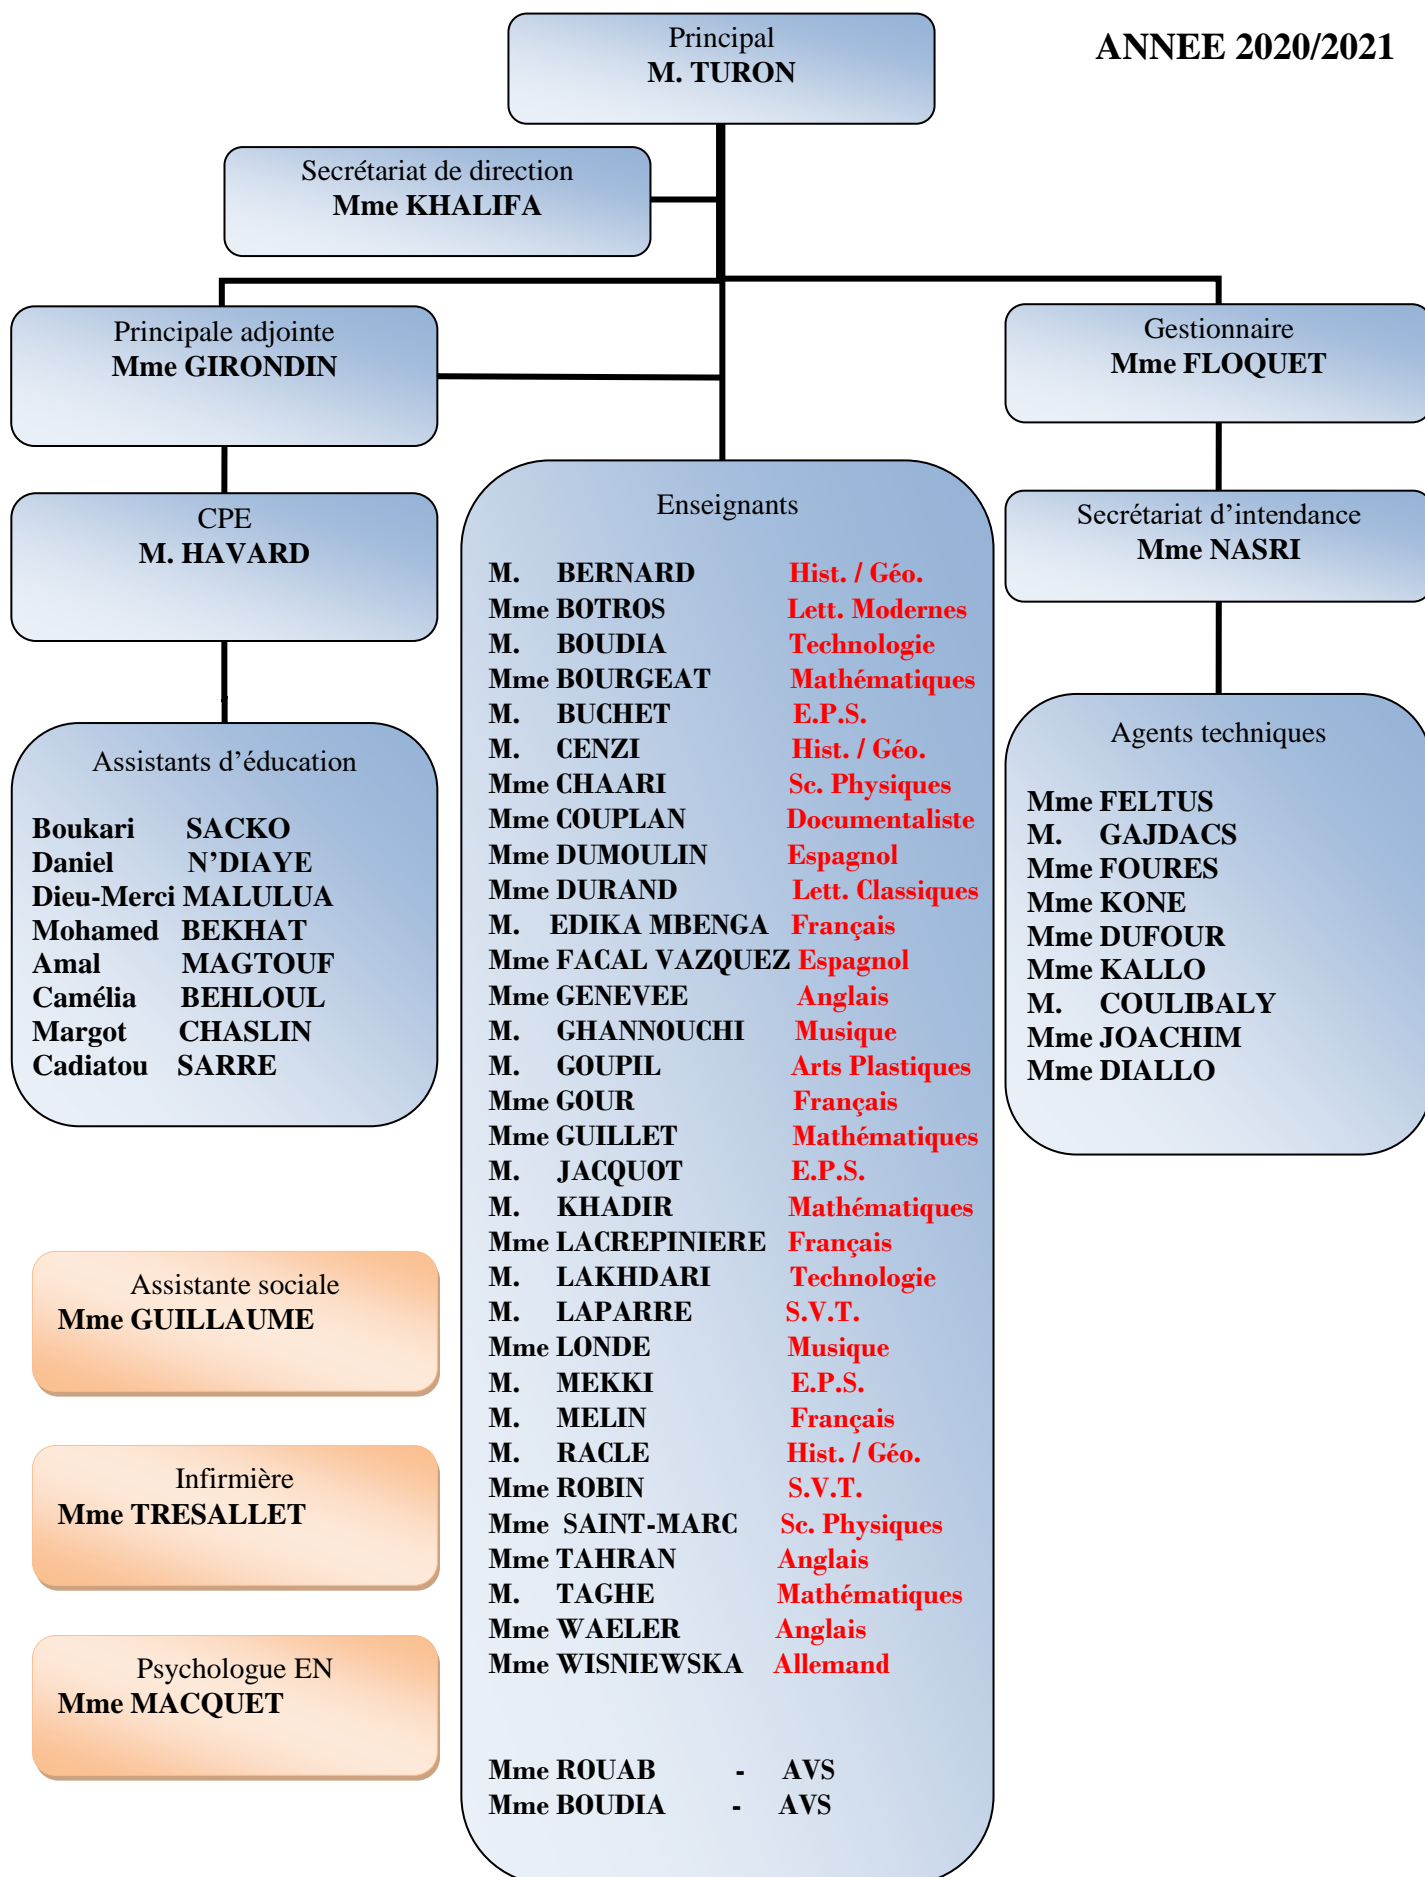 Principal
M. TURON
ANNEE 2020/2021
Secrétariat de direction
Mme KHALIFA
Principale adjointe
Mme GIRONDIN
Gestionnaire
Mme FLOQUET
CPE
M. HAVARD
Secrétariat d’intendance
Mme NASRI
Assistants d’éducation
Boukari SACKO
Daniel N’DIAYE
Dieu-Merci MALULUA
Mohamed BEKHAT
Amal MAGTOUF
Camélia BEHLOUL
Margot CHASLIN
Cadiatou SARRE
Enseignants
M. BERNARD Hist. / Géo.
Mme BOTROS Lett. Modernes
M. BOUDIA Technologie
Mme BOURGEAT Mathématiques
M. BUCHET E.P.S.
M. CENZI Hist. / Géo.
Mme CHAARI Sc. Physiques
Mme COUPLAN Documentaliste
Mme DUMOULIN Espagnol
Mme DURAND Lett. Classiques
M. EDIKA MBENGA Français
Mme FACAL VAZQUEZ Espagnol
Mme GENEVEE Anglais
M. GHANNOUCHI Musique
M. GOUPIL Arts Plastiques
Mme GOUR Français
Mme GUILLET Mathématiques
M. JACQUOT E.P.S.
M. KHADIR Mathématiques
Mme LACREPINIERE Français
M. LAKHDARI Technologie
M. LAPARRE S.V.T.
Mme LONDE Musique
M. MEKKI E.P.S.
M. MELIN Français
M. RACLE Hist. / Géo.
Mme ROBIN S.V.T.
Mme SAINT-MARC Sc. Physiques
Mme TAHRAN Anglais
M. TAGHE Mathématiques
Mme WAELER Anglais
Mme WISNIEWSKA Allemand
Mme ROUAB - AVS
Mme BOUDIA - AVS
Agents techniques
Mme FELTUS
M. GAJDACS
Mme FOURES
Mme KONE
Mme DUFOUR
Mme KALLO
M. COULIBALY
Mme JOACHIM
Mme DIALLO
Assistante sociale
Mme GUILLAUME
Infirmière
Mme TRESALLET
Psychologue EN
Mme MACQUET